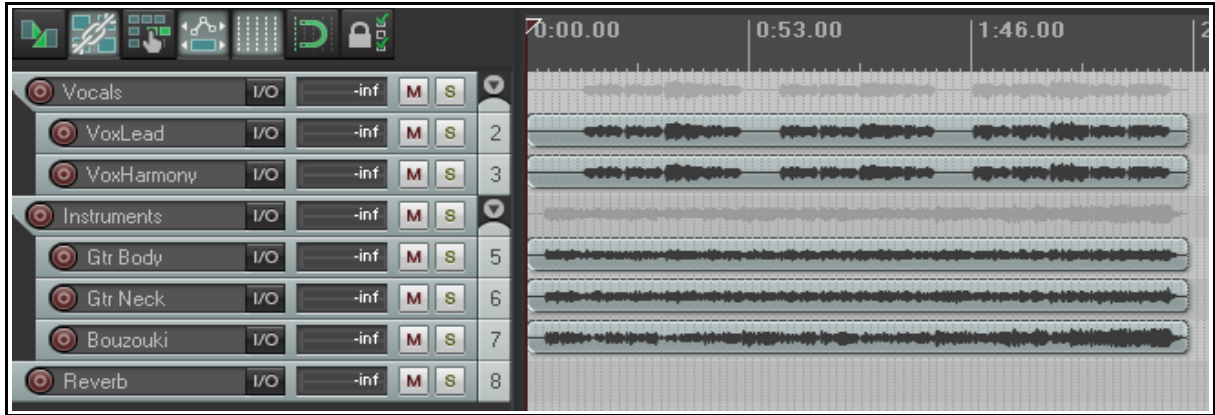 0:00.00 0:53.00 1:46.00 2
Vocals I/O -inf M S
VoxLead I/O -inf M S 2
VoxHarmony I/O -inf M S 3
Instruments I/O -inf M S
Gtr Body I/O -inf M S 5
Gtr Neck I/O -inf M S 6
Bouzouki I/O -inf M S 7
Reverb I/O -inf M S 8